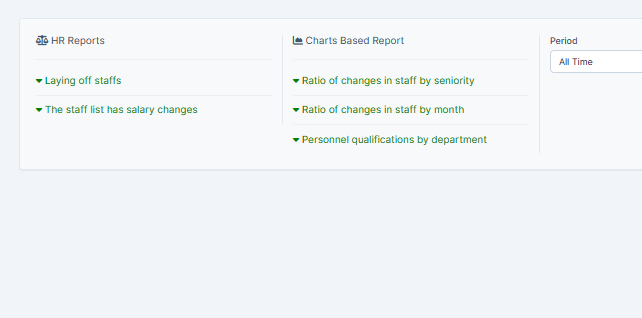 HR Reports
Laying off staffs
The staff list has salary changes
Charts Based Report
Ratio of changes in staff by seniority
Ratio of changes in staff by month
Personnel qualifications by department
Period
All Time